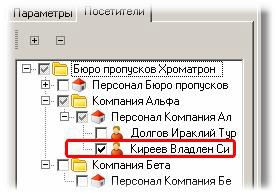 Параметры Посетители
Бюро пропусков Хроматрон
Персонал Бюро пропусков
Компания Альфа
Персонал Компания Ал
Долгов Ираклий Тур
Киреев Владлен Си
Компания Бета
Персонал Компания Бе